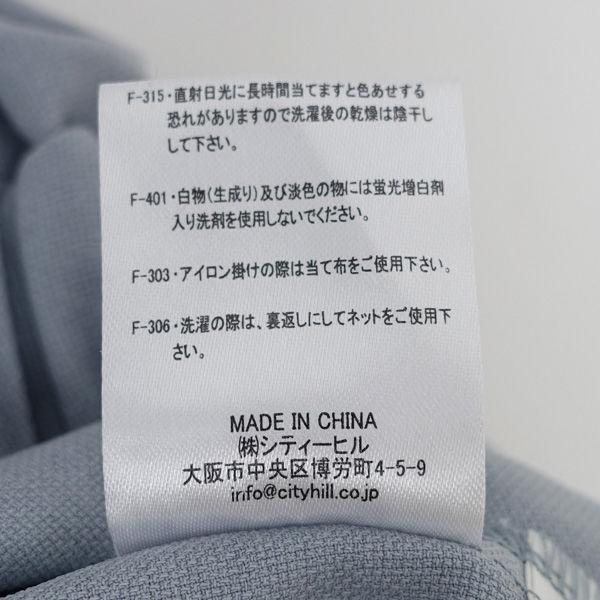 F-315・直射日光に長時間当てますと色あせする
恐れがありますので洗濯後の乾燥は陰干し
して下さい。
F-401・白物(生成り)及び淡色の物には蛍光増白剤
入り洗剤を使用しないでください。
F-303・アイロン掛けの際は当て布をご使用下さい。
F-306・洗濯の際は、裏返しにしてネットをご使用下
さい。
MADE IN CHINA
㈱シティーヒル
大阪市中央区博労町4-5-9
info@cityhill.co.jp